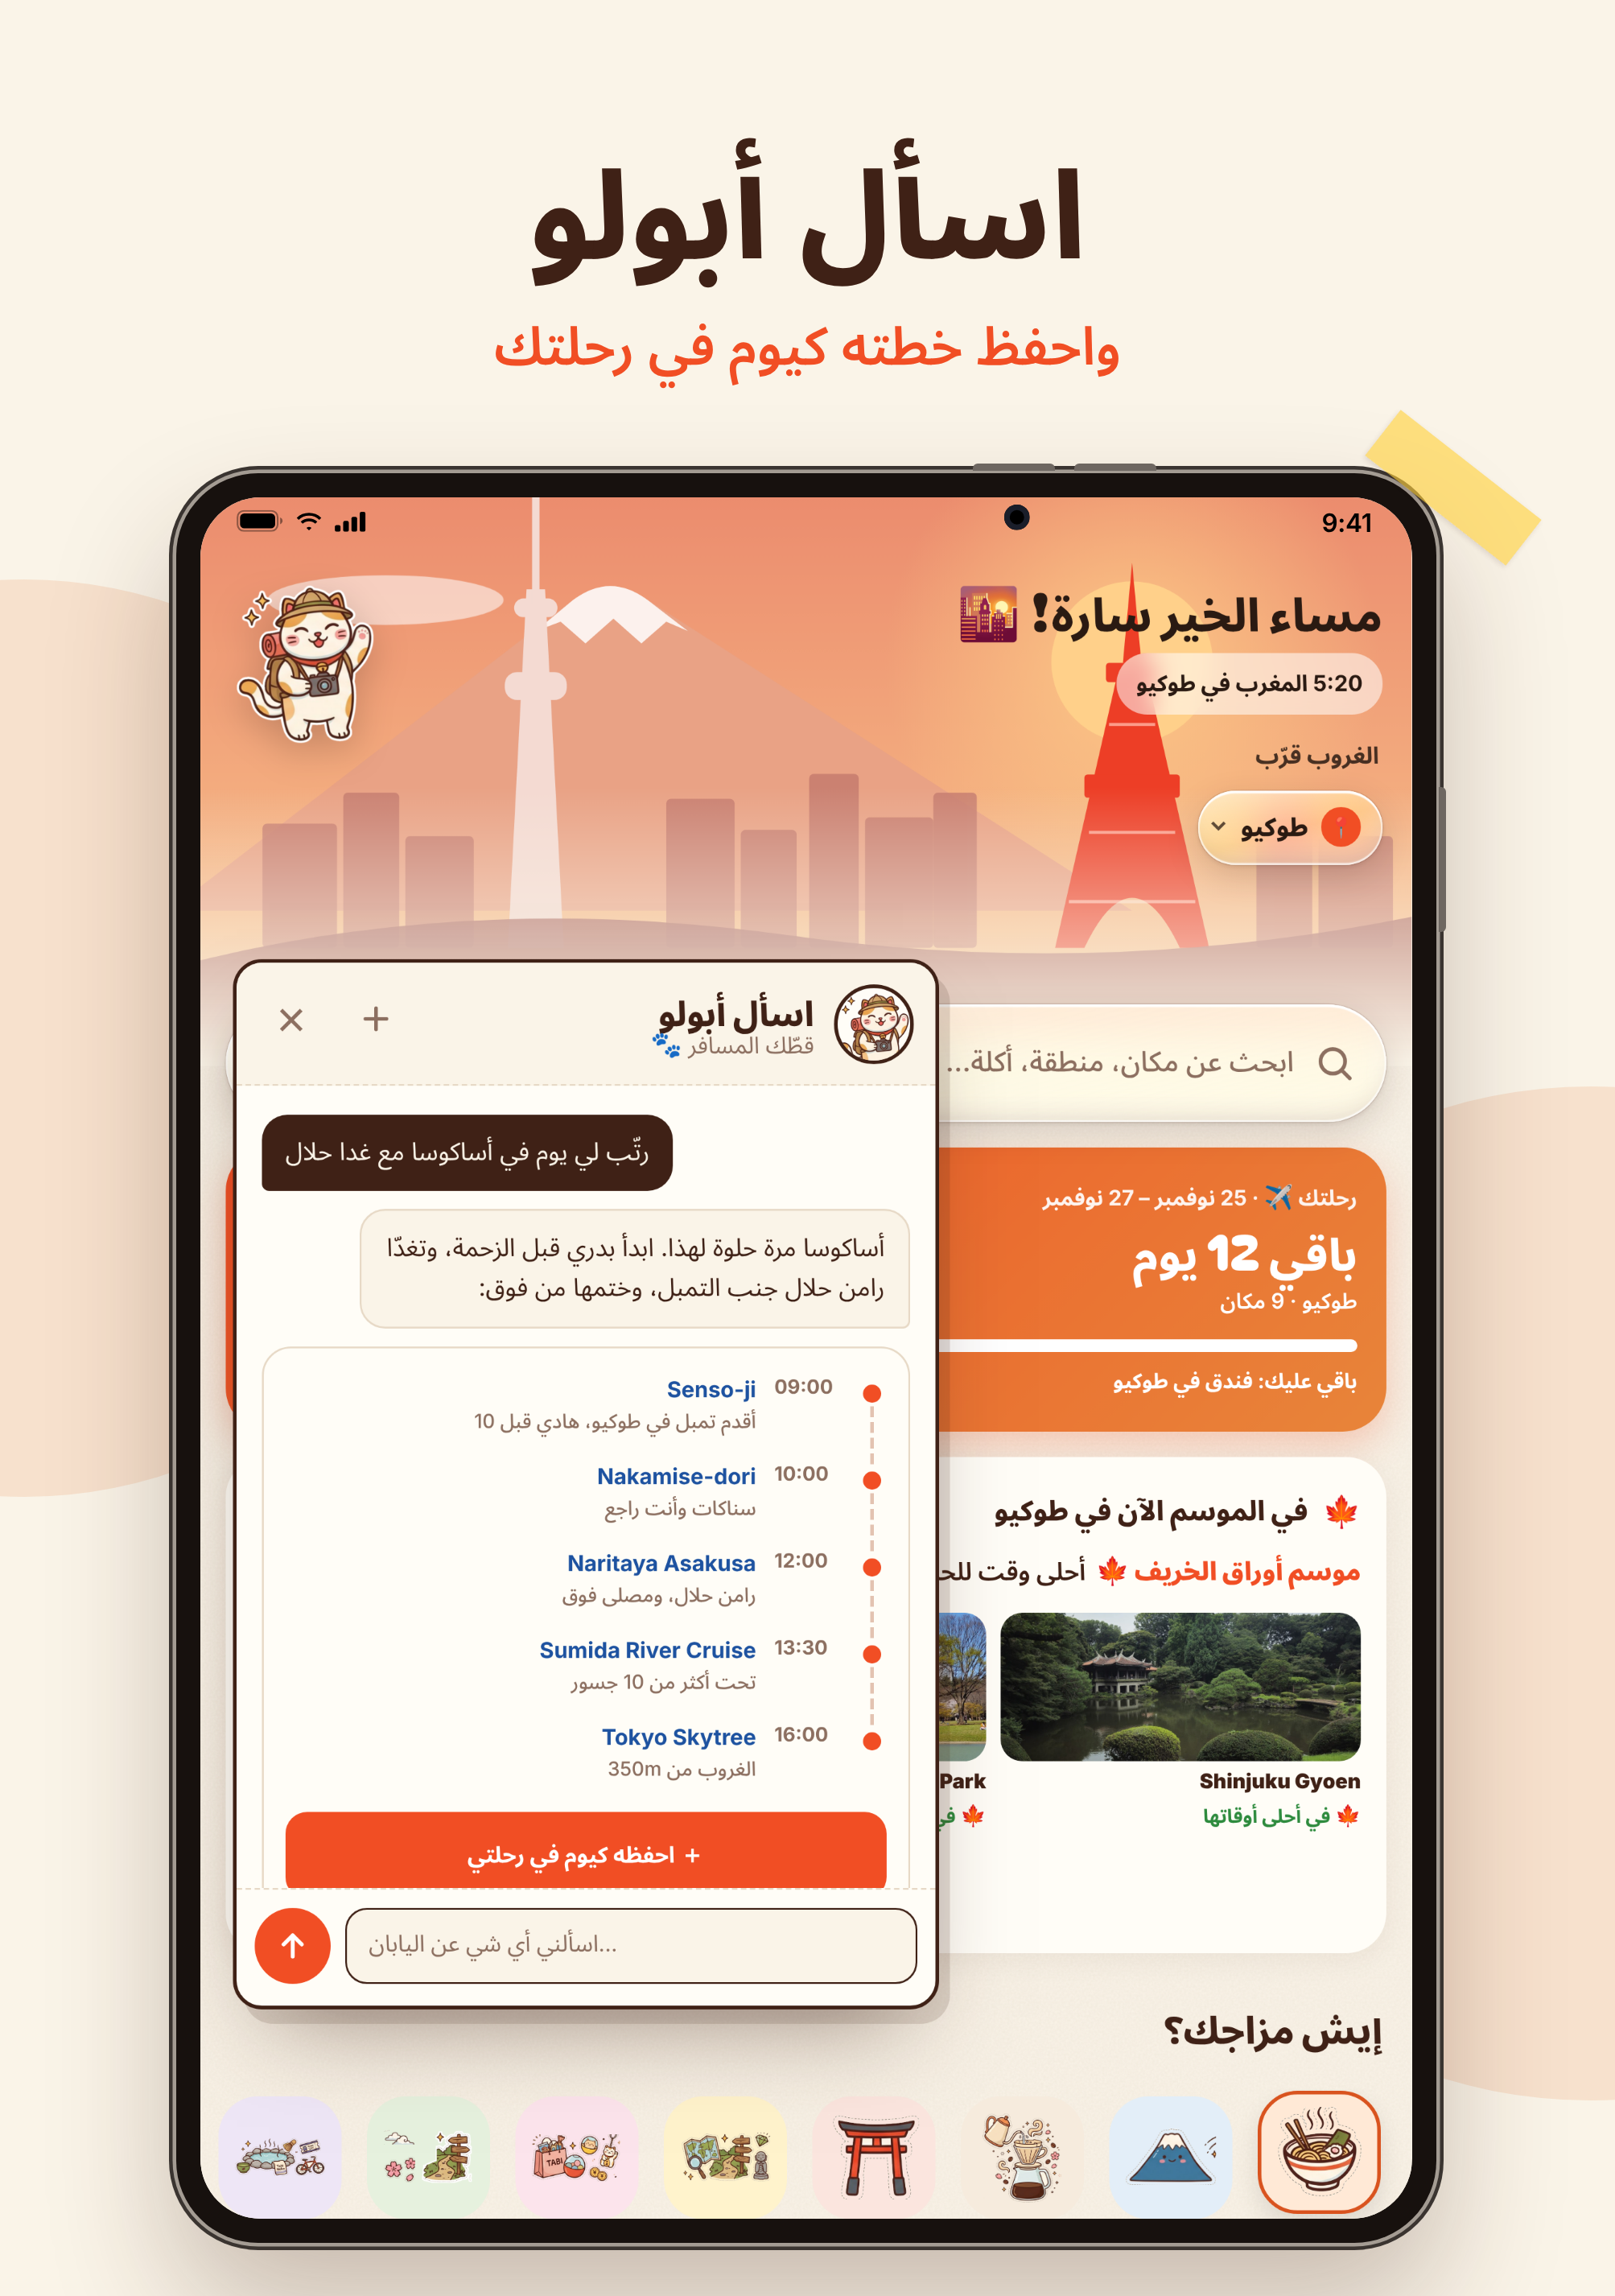 اسأل أبولو
واحفظ خطته كيوم في رحلتك
9:41
مساء الخير سارة! 🌇
5:20 المغرب في طوكيو
الغروب قرّب
طوكيو
ابحث عن مكان، منطقة، أكلة...
رحلتك ✈️ · 25 نوفمبر – 27 نوفمبر
باقي 12 يوم
طوكيو · 9 مكان
باقي عليك: فندق في طوكيو
🍁 في الموسم الآن في طوكيو
موسم أوراق الخريف 🍁 أحلى وقت
Shinjuku Gyoen
🍁 في أحلى أوقاتها
Park
🍁 في
اسأل أبولو
قطّك المسافر 🐾
رتّب لي يوم في أساكوسا مع غدا حلال
أساكوسا مرة حلوة لهذا. ابدأ بدري قبل الزحمة، وتغدّا
رامن حلال جنب التمبل، وختمها من فوق:
09:00 Senso-ji
أقدم تمبل في طوكيو، هادي قبل 10
10:00 Nakamise-dori
سناكات وأنت راجع
12:00 Naritaya Asakusa
رامن حلال، ومصلى فوق
13:30 Sumida River Cruise
تحت أكثر من 10 جسور
16:00 Tokyo Skytree
الغروب من 350m
+ احفظه كيوم في رحلتي
اسألني أي شي عن اليابان...
إيش مزاجك؟
TABI